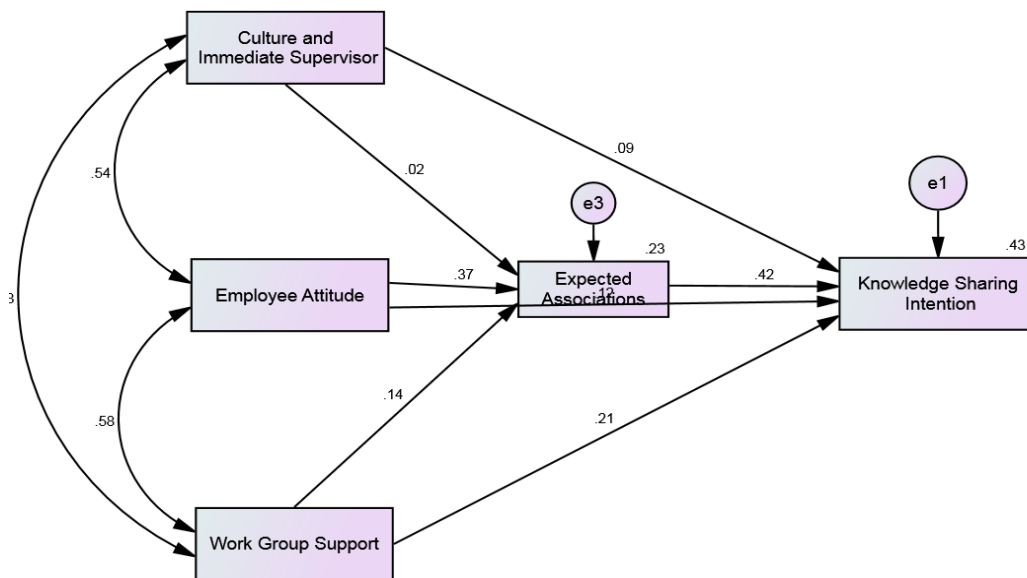 Culture and
Immediate Supervisor
.09
.54
.02
e1
e3
.23
.43
.37
Expected
Associations
.42
Knowledge Sharing
Intention
Employee Attitude
.12
.14
.58
.21
Work Group Support